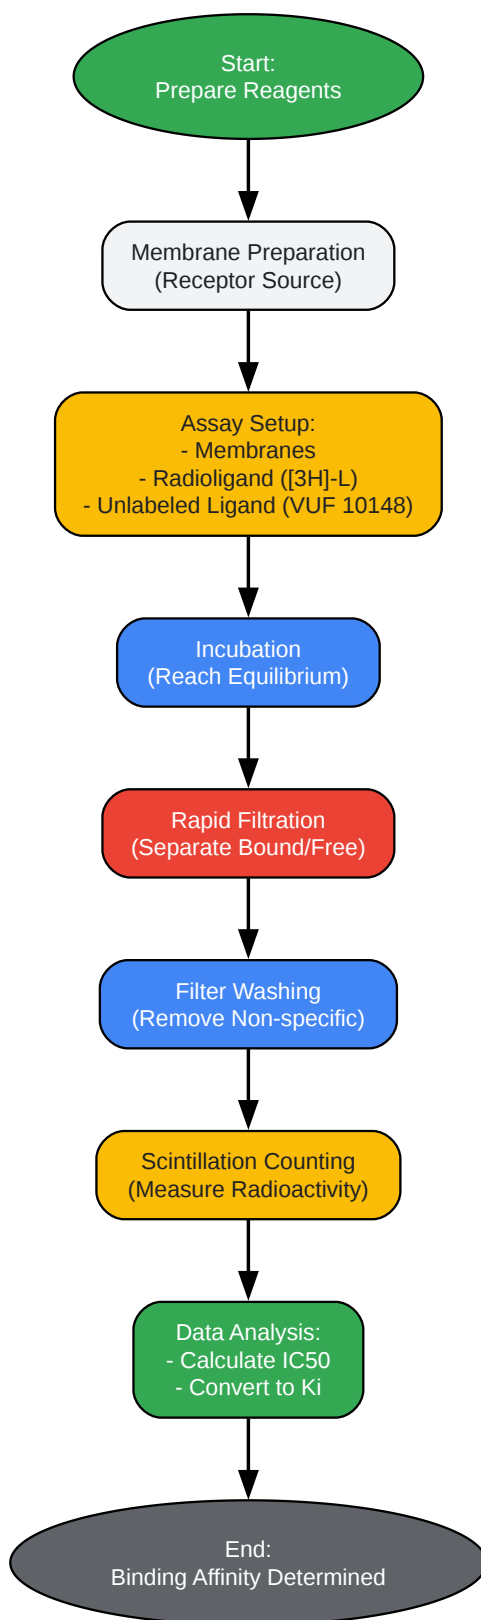 Start:
Prepare Reagents
Membrane Preparation
(Receptor Source)
Assay Setup:
- Membranes
- Radioligand ([3H]-L)
- Unlabeled Ligand (VUF 10148)
Incubation
(Reach Equilibrium)
Rapid Filtration
(Separate Bound/Free)
Filter Washing
(Remove Non-specific)
Scintillation Counting
(Measure Radioactivity)
Data Analysis:
- Calculate IC50
- Convert to Ki
End:
Binding Affinity Determined